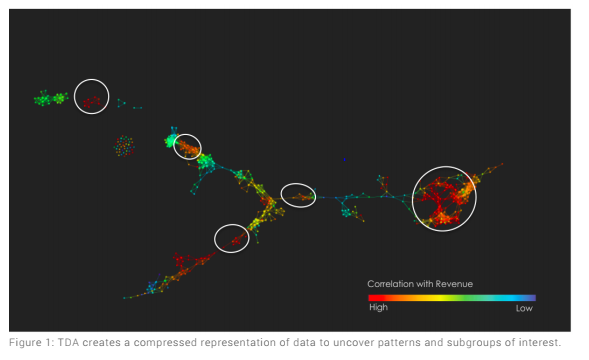 Correlation with Revenue
High Low
Figure 1: TDA creates a compressed representation of data to uncover patterns and subgroups of interest.